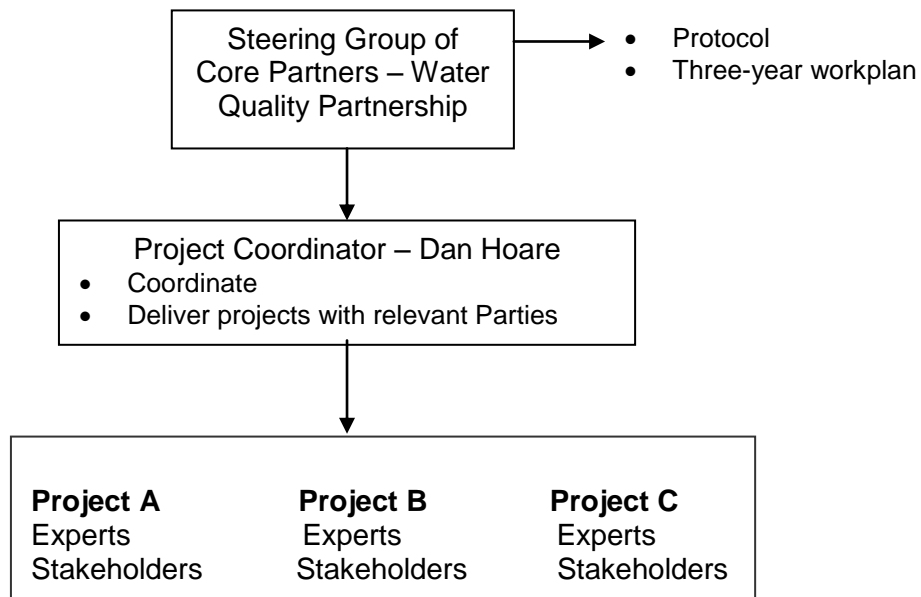 Steering Group of
Core Partners – Water
Quality Partnership
• Protocol
• Three-year workplan
Project Coordinator – Dan Hoare
• Coordinate
• Deliver projects with relevant Parties
Project A Project B Project C
Experts Experts Experts
Stakeholders Stakeholders Stakeholders